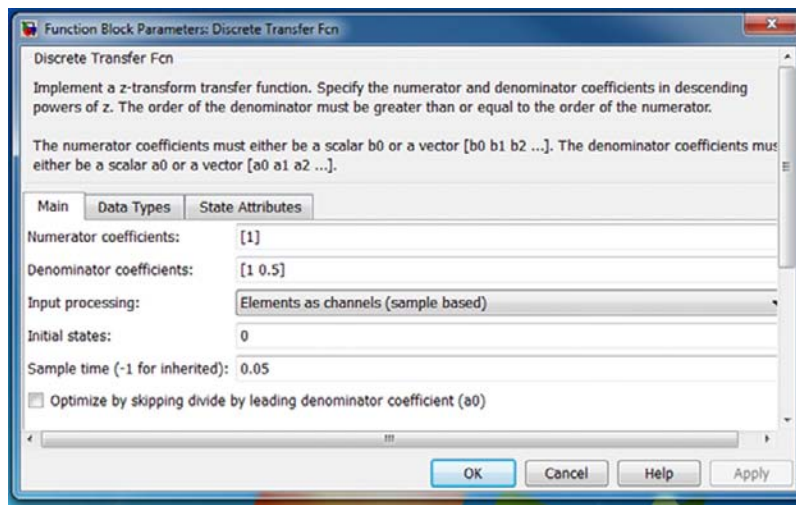 Function Block Parameters: Discrete Transfer Fcn
Discrete Transfer Fcn
Implement a z-transform transfer function. Specify the numerator and denominator coefficients in descending
powers of z. The order of the denominator must be greater than or equal to the order of the numerator.
The numerator coefficients must either be a scalar b0 or a vector [b0 b1 b2 ...]. The denominator coefficients mus
either be a scalar a0 or a vector [a0 a1 a2 ...].
Main Data Types State Attributes
Numerator coefficients: [1]
Denominator coefficients: [1 0.5]
Input processing: Elements as channels (sample based)
Initial states: 0
Sample time (-1 for inherited): 0.05
Optimize by skipping divide by leading denominator coefficient (a0)
OK Cancel Help Apply